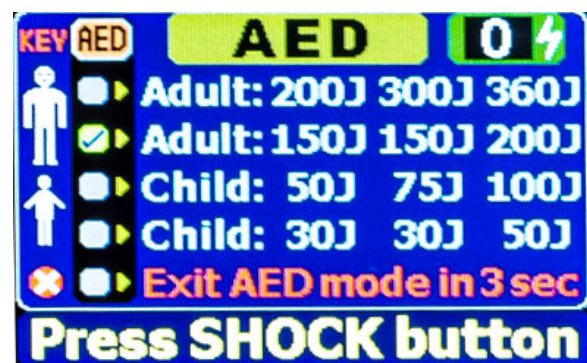 KEY AED AED 0
Adult: 200J 300J 360J
Adult: 150J 150J 200J
Child: 50J 75J 100J
Child: 30J 30J 50J
Exit AED mode in 3 sec
Press SHOCK button